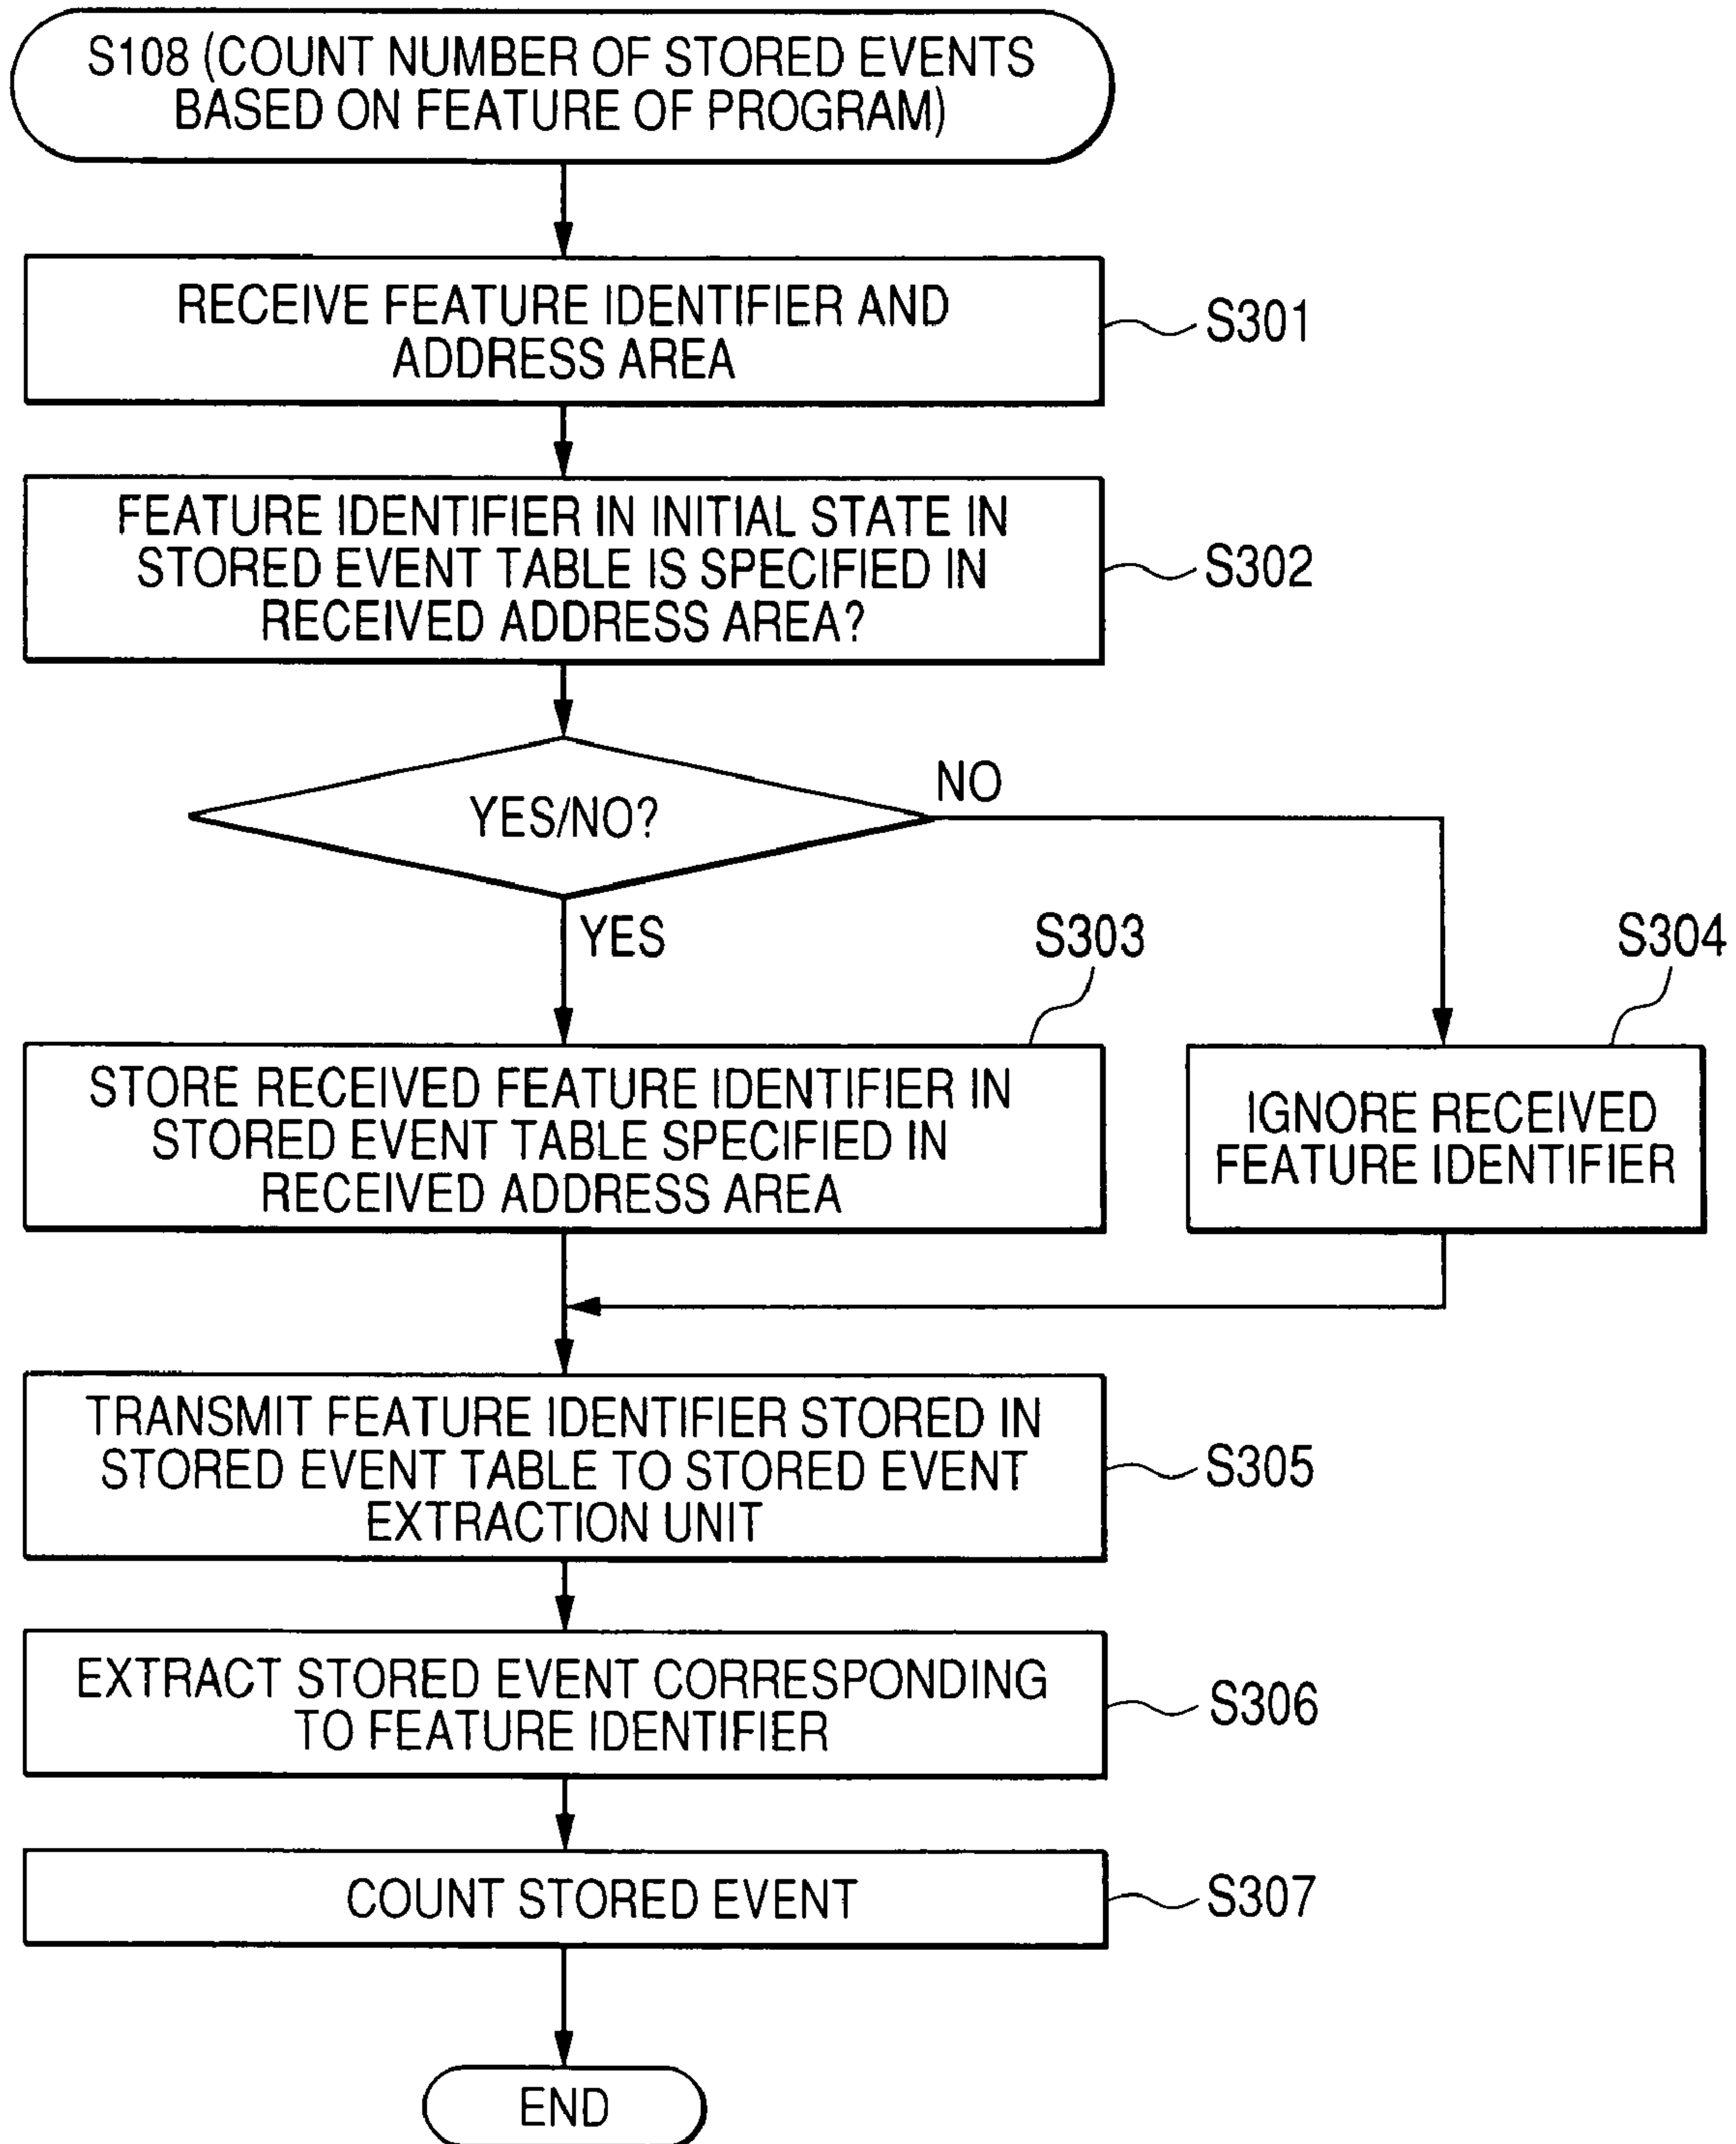 S108 (COUNT NUMBER OF STORED EVENTS
BASED ON FEATURE OF PROGRAM)
RECEIVE FEATURE IDENTIFIER AND
ADDRESS AREA
S301
FEATURE IDENTIFIER IN INITIAL STATE IN
STORED EVENT TABLE IS SPECIFIED IN
RECEIVED ADDRESS AREA?
S302
YES/NO?
NO
YES
S303
S304
STORE RECEIVED FEATURE IDENTIFIER IN
STORED EVENT TABLE SPECIFIED IN
RECEIVED ADDRESS AREA
IGNORE RECEIVED
FEATURE IDENTIFIER
TRANSMIT FEATURE IDENTIFIER STORED IN
STORED EVENT TABLE TO STORED EVENT
EXTRACTION UNIT
S305
EXTRACT STORED EVENT CORRESPONDING
TO FEATURE IDENTIFIER
S306
COUNT STORED EVENT
S307
END